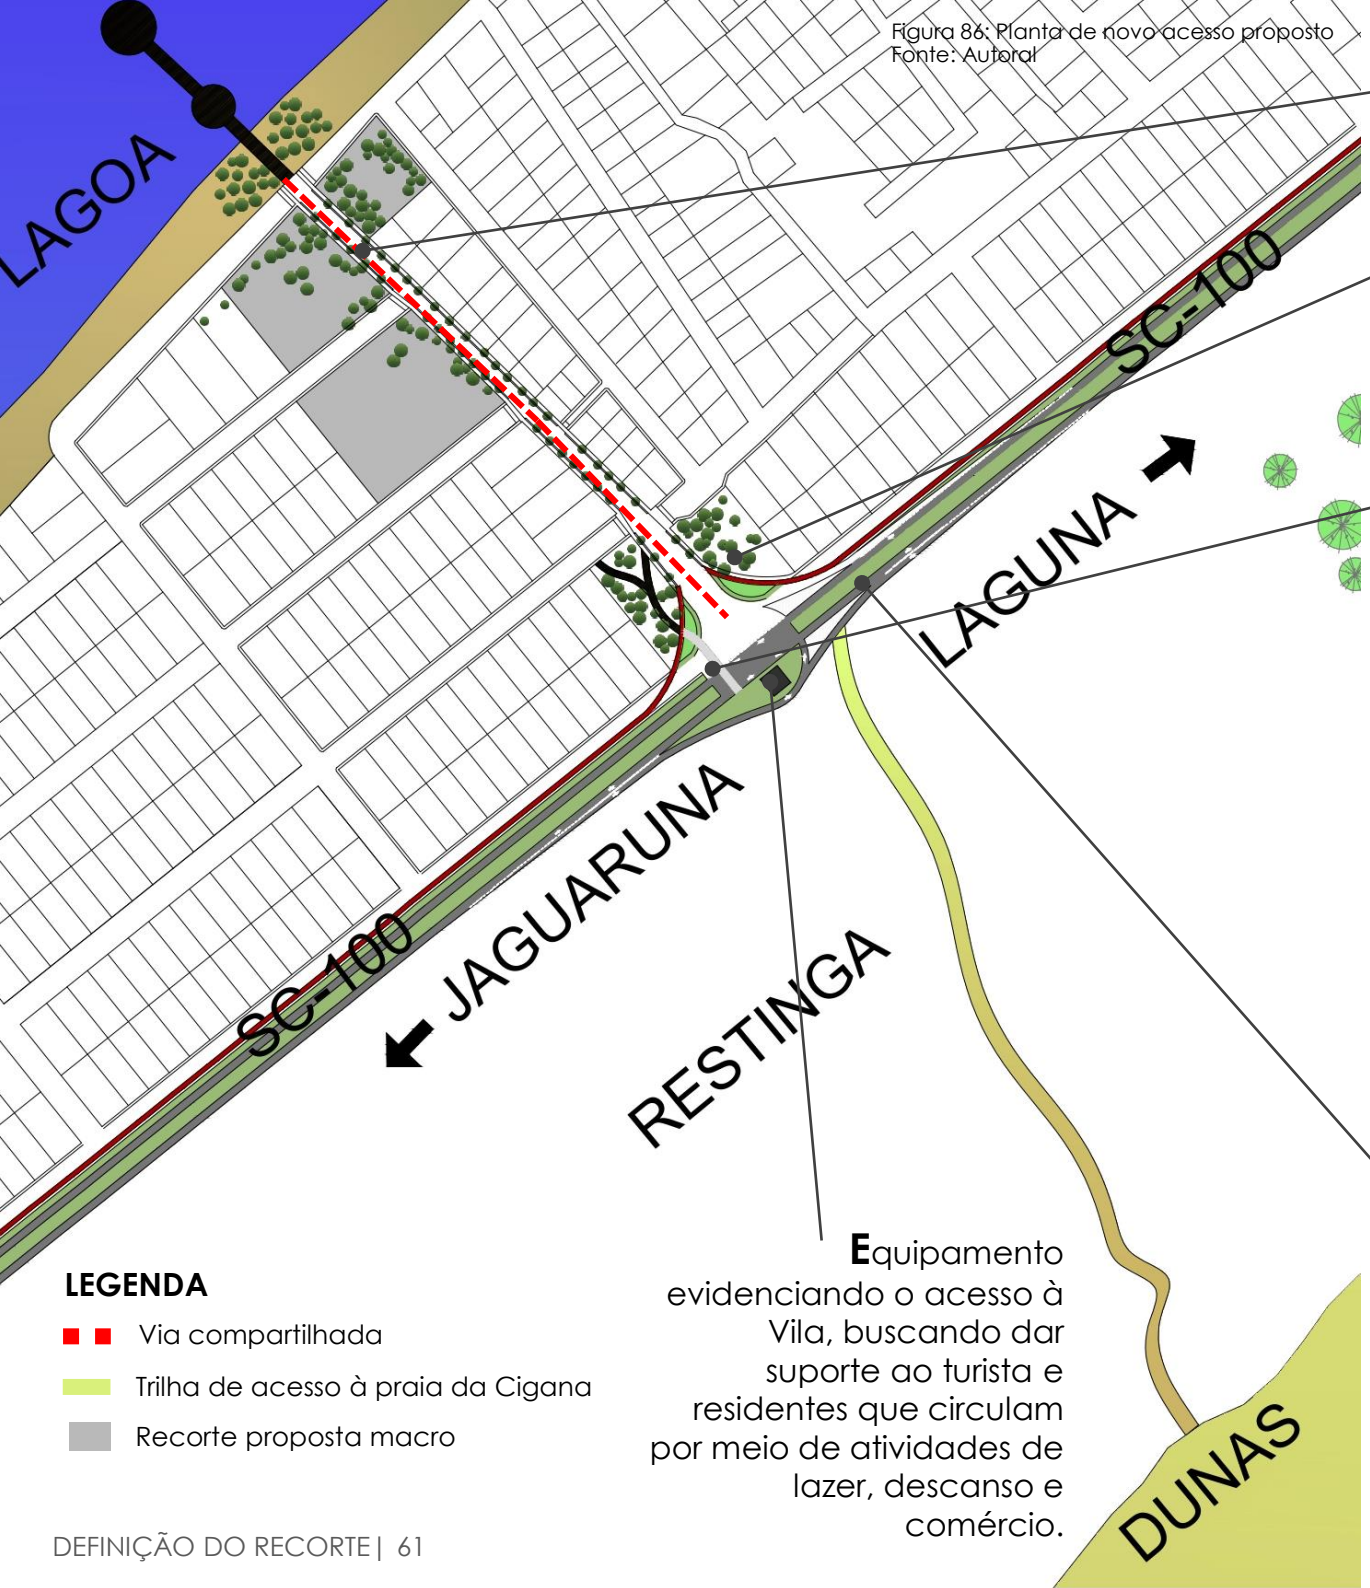 Figura 86: Planta de novo acesso proposto
Fonte: Autoral
LAGOA
SC-100
LAGUNA
JAGUARUNA
SC-100
RESTINGA
DUNAS
LEGENDA
Via compartilhada
Trilha de acesso à praia da Cigana
Recorte proposta macro
Equipamento
evidenciando o acesso à
Vila, buscando dar
suporte ao turista e
residentes que circulam
por meio de atividades de
lazer, descanso e
comércio.
DEFINIÇÃO DO RECORTE| 61